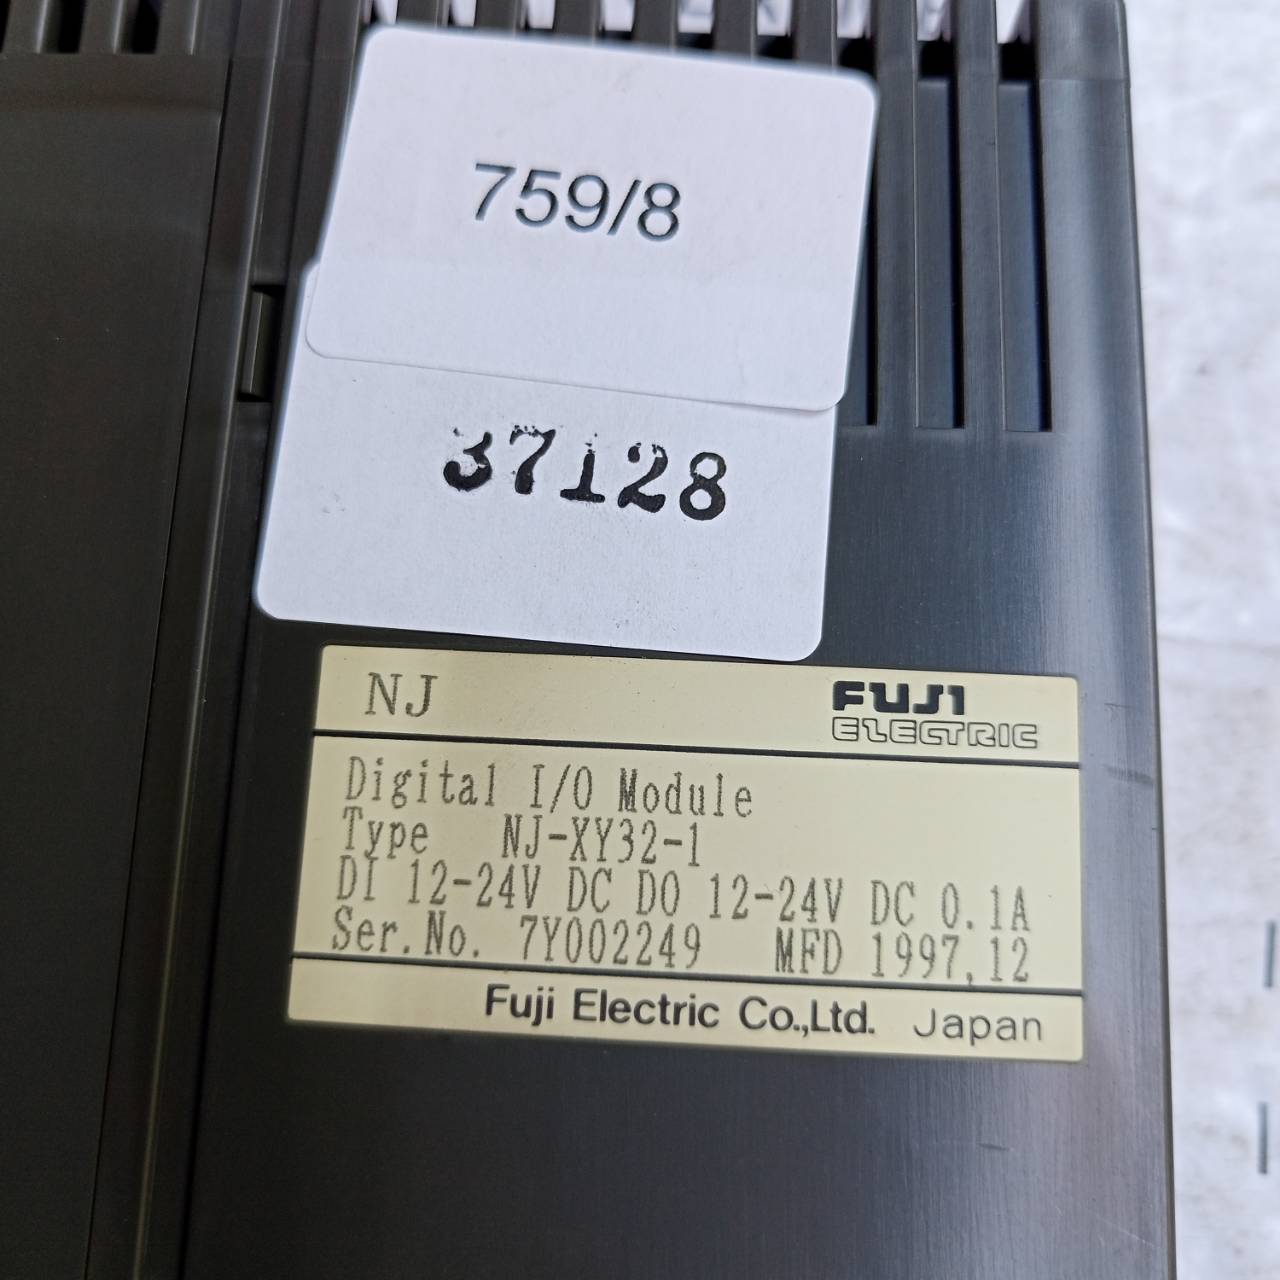 759/8
37128
NJ FUJI
ELECTRIC
Digital I/O Module
Type NJ-XY32-1
DI 12-24V DC DO 12-24V DC 0.1A
Ser.No. 7Y002249 MFD 1997,12
Fuji Electric Co.,Ltd. Japan